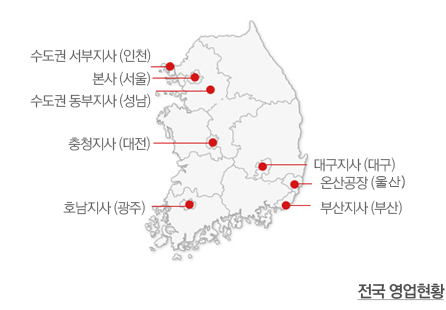 수도권 서부지사 (인천)
본사 (서울)
수도권 동부지사 (성남)
충청지사 (대전)
대구지사 (대구)
온산공장 (울산)
호남지사 (광주)
부산지사 (부산)
전국 영업현황